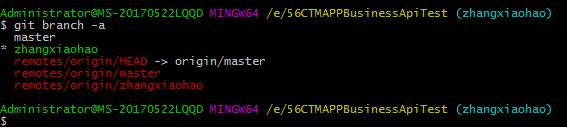 Administrator@MS-20170522LQQD MINGW64 /e/56CTMAPPBusinessApiTest (zhangxiaohao)
$ git branch -a
  master
* zhangxiaohao
  remotes/origin/HEAD -> origin/master
  remotes/origin/master
  remotes/origin/zhangxiaohao
Administrator@MS-20170522LQQD MINGW64 /e/56CTMAPPBusinessApiTest (zhangxiaohao)
$